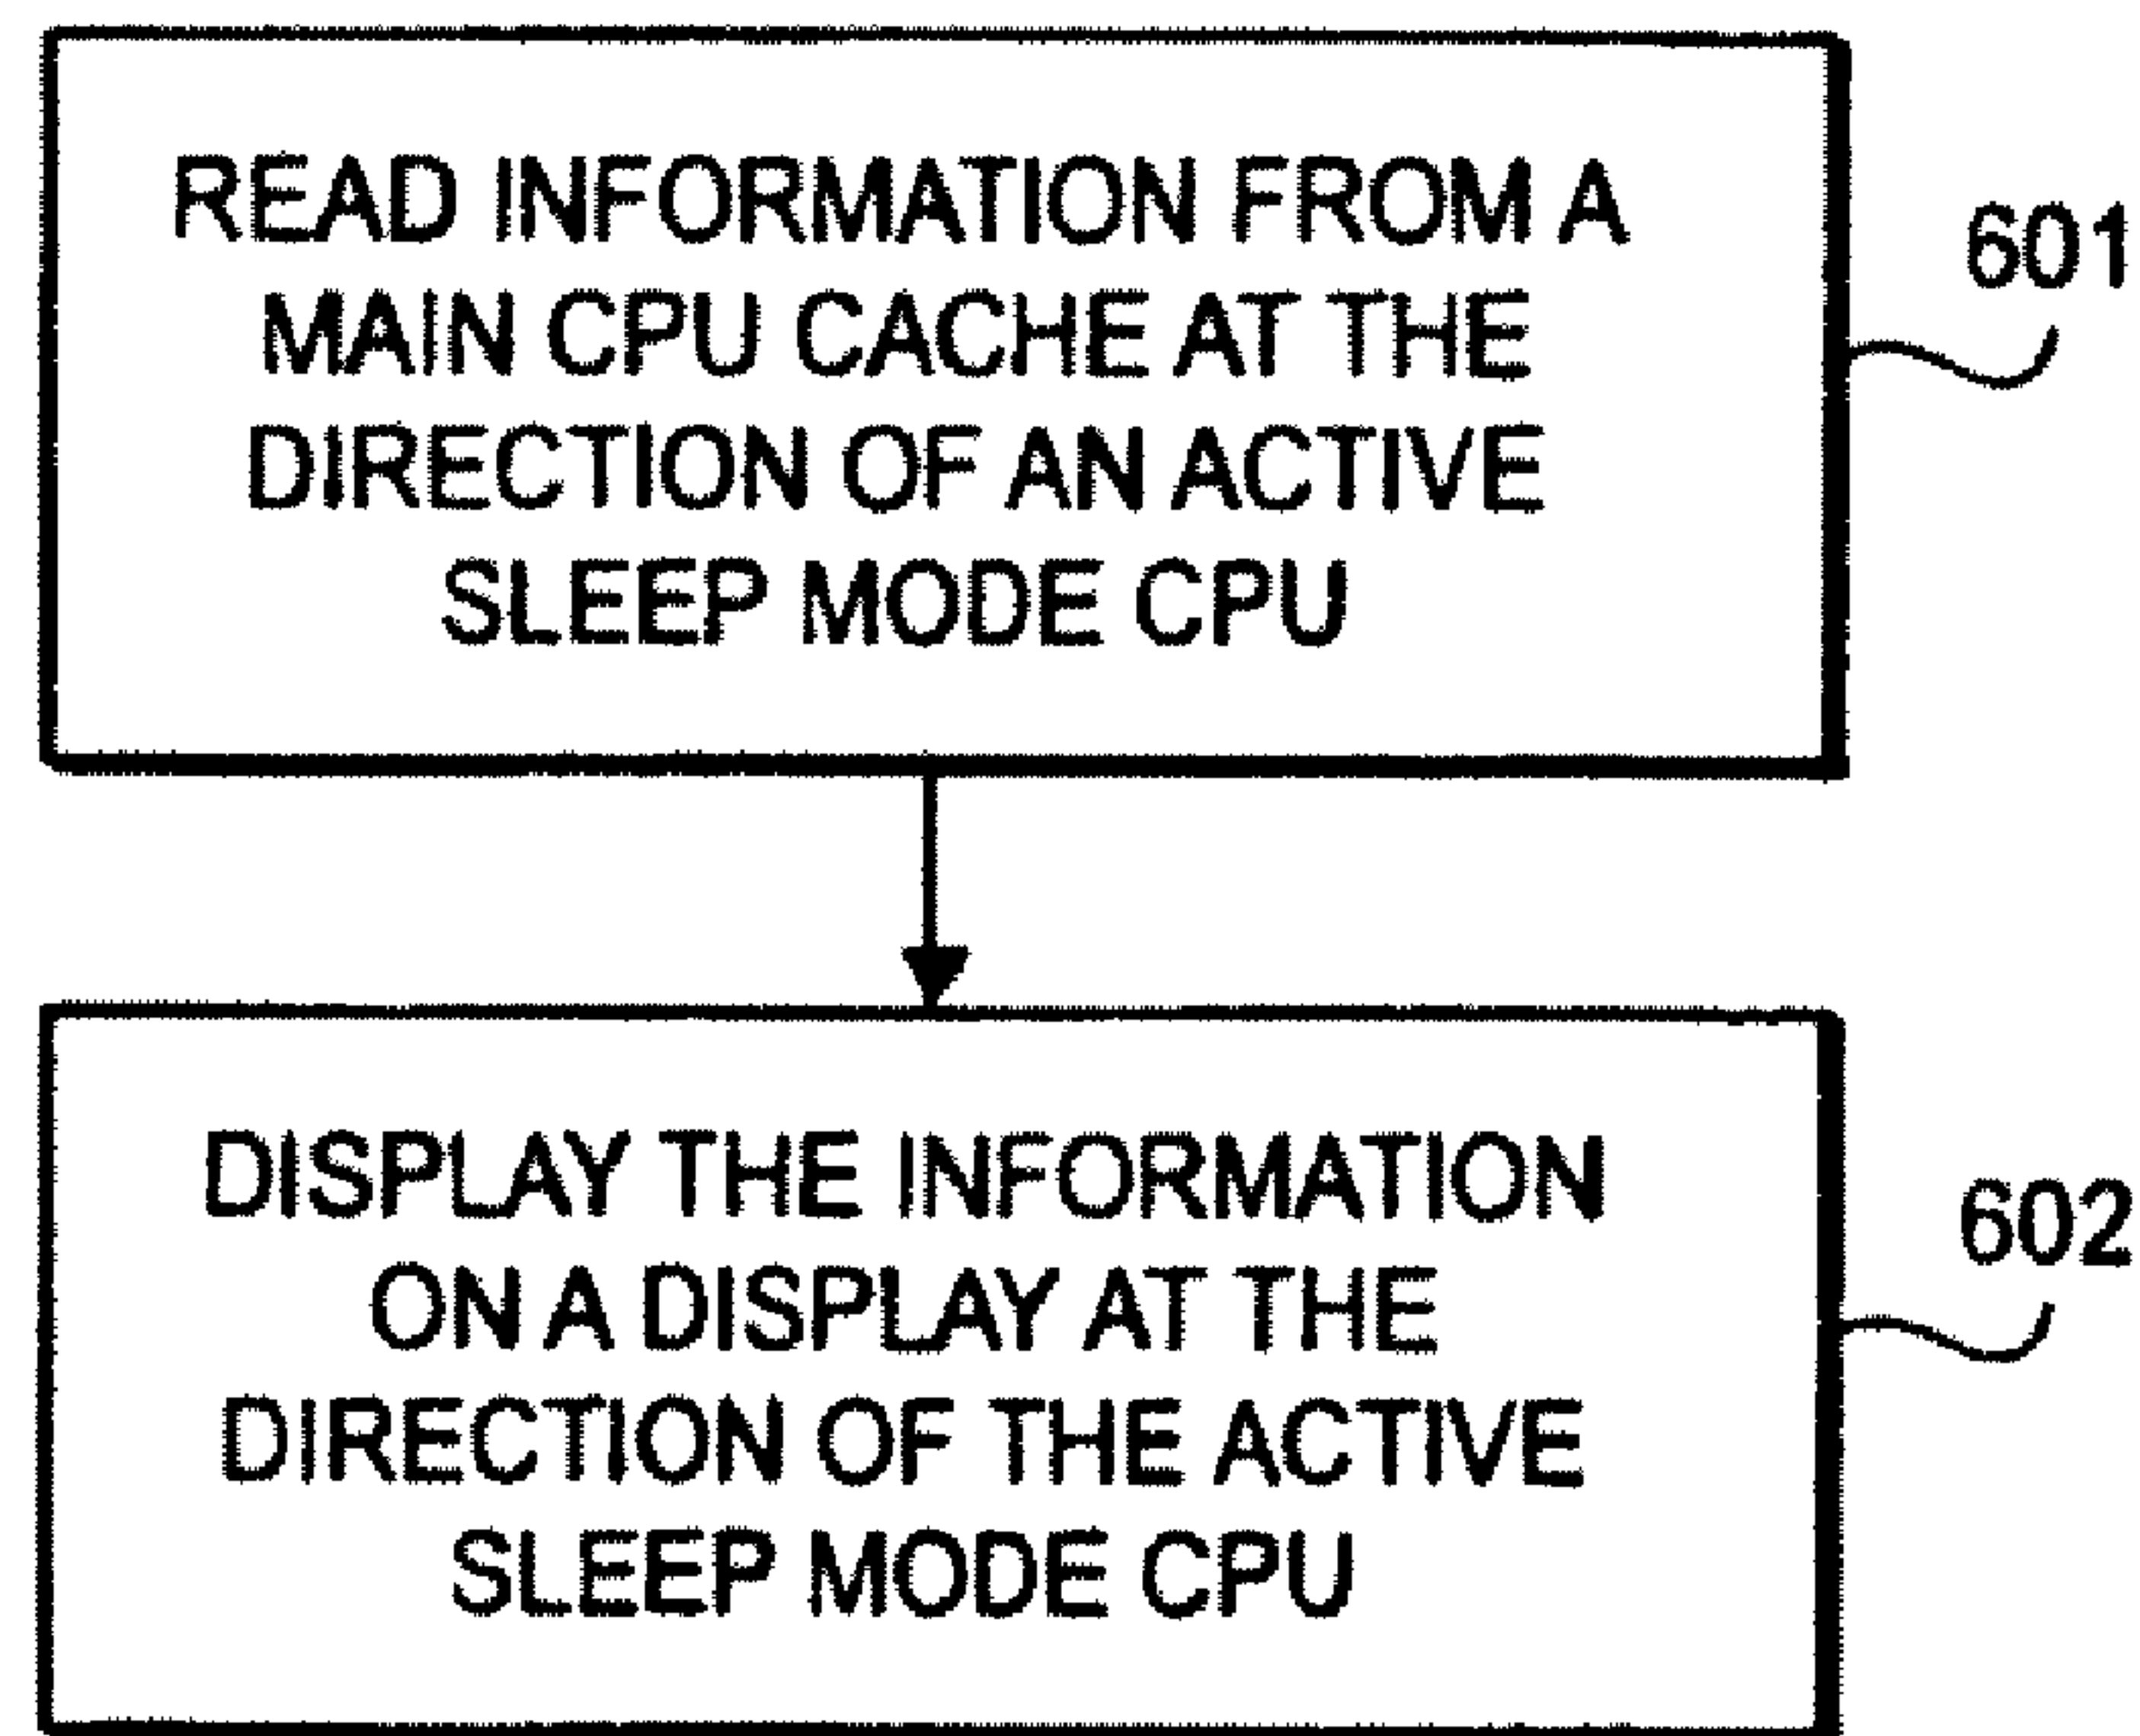 READ INFORMATION FROM A
MAIN CPU CACHE AT THE
DIRECTION OF AN ACTIVE
SLEEP MODE CPU
601
DISPLAY THE INFORMATION
ON A DISPLAY AT THE
DIRECTION OF THE ACTIVE
SLEEP MODE CPU
602